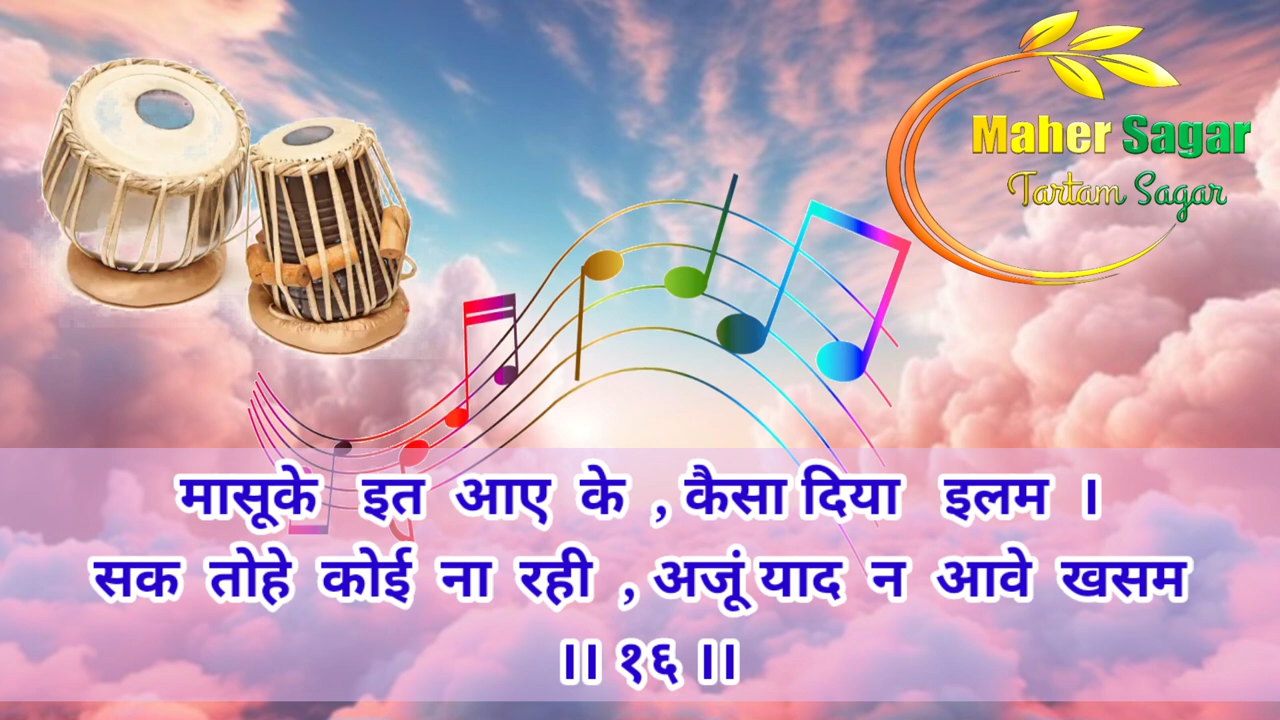 Maher Sagar
Tartam Sagar
मासूके इत आए के , कैसा दिया इलम ।
सक तोहे कोई ना रही , अजूं याद न आवे खसम
।। १६ ।।